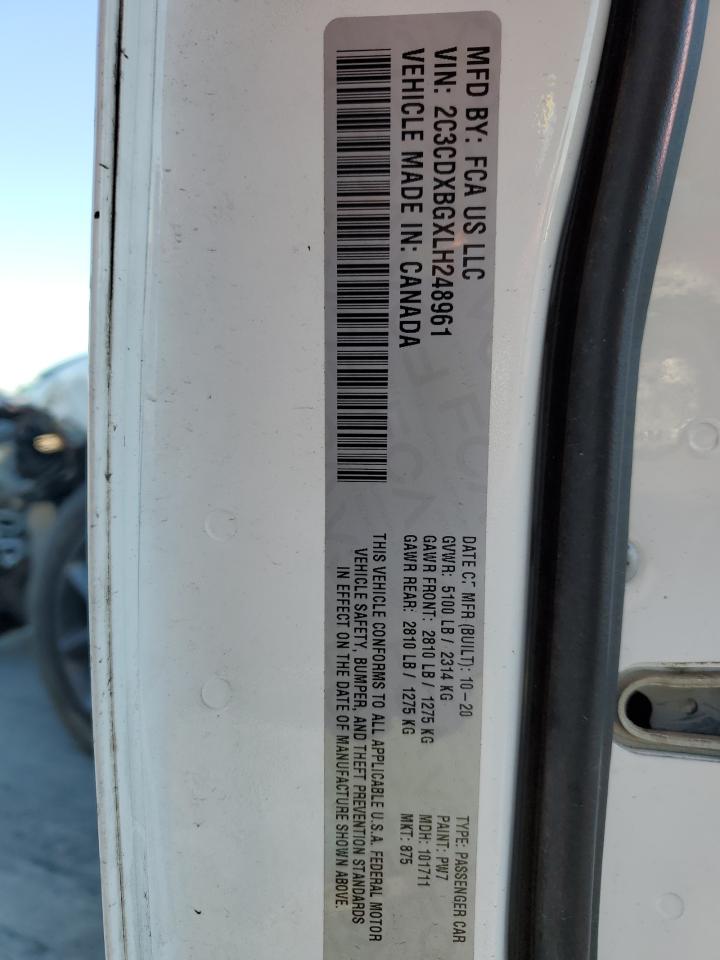 MFD BY: FCA US LLC
VIN: 2C3CDXBGXLH248961
VEHICLE MADE IN: CANADA
DATE OF MFR (BUILT): 10-20
GVWR: 5100 LB / 2314 KG
GAWR FRONT: 2810 LB / 1275 KG
GAWR REAR: 2810 LB / 1275 KG
THIS VEHICLE CONFORMS TO ALL APPLICABLE U.S.A. FEDERAL MOTOR
VEHICLE SAFETY, BUMPER, AND THEFT PREVENTION STANDARDS
IN EFFECT ON THE DATE OF MANUFACTURE SHOWN ABOVE.
TYPE: PASSENGER CAR
PAINT: PW7
MDH: 101711
MKT: 875